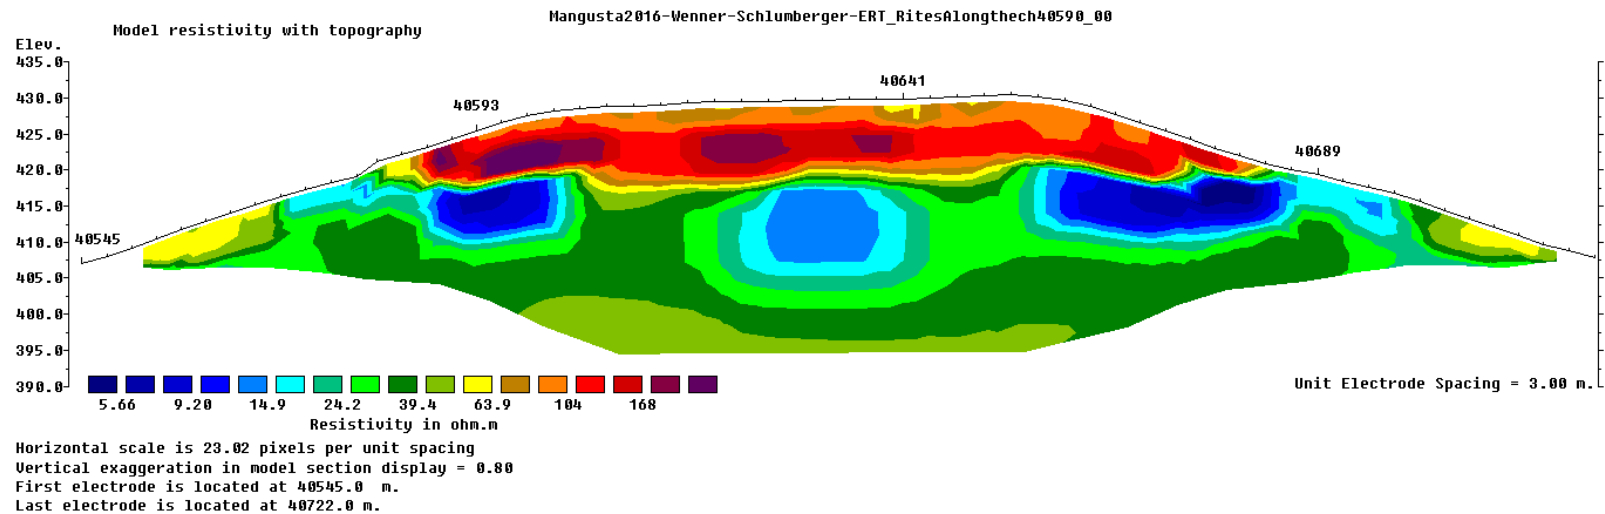 Mangusta2016-Wenner-Schlumberger-ERT_RitesAlongthech40590_00
Model resistivity with topography
Elev.
435.0
430.0
425.0
420.0
415.0
410.0
405.0
400.0
395.0
390.0
40545
40593
40641
40689
5.66 9.20 14.9 24.2 39.4 63.9 104 168
Resistivity in ohm.m
Unit Electrode Spacing = 3.00 m.
Horizontal scale is 23.02 pixels per unit spacing
Vertical exaggeration in model section display = 0.80
First electrode is located at 40545.0 m.
Last electrode is located at 40722.0 m.